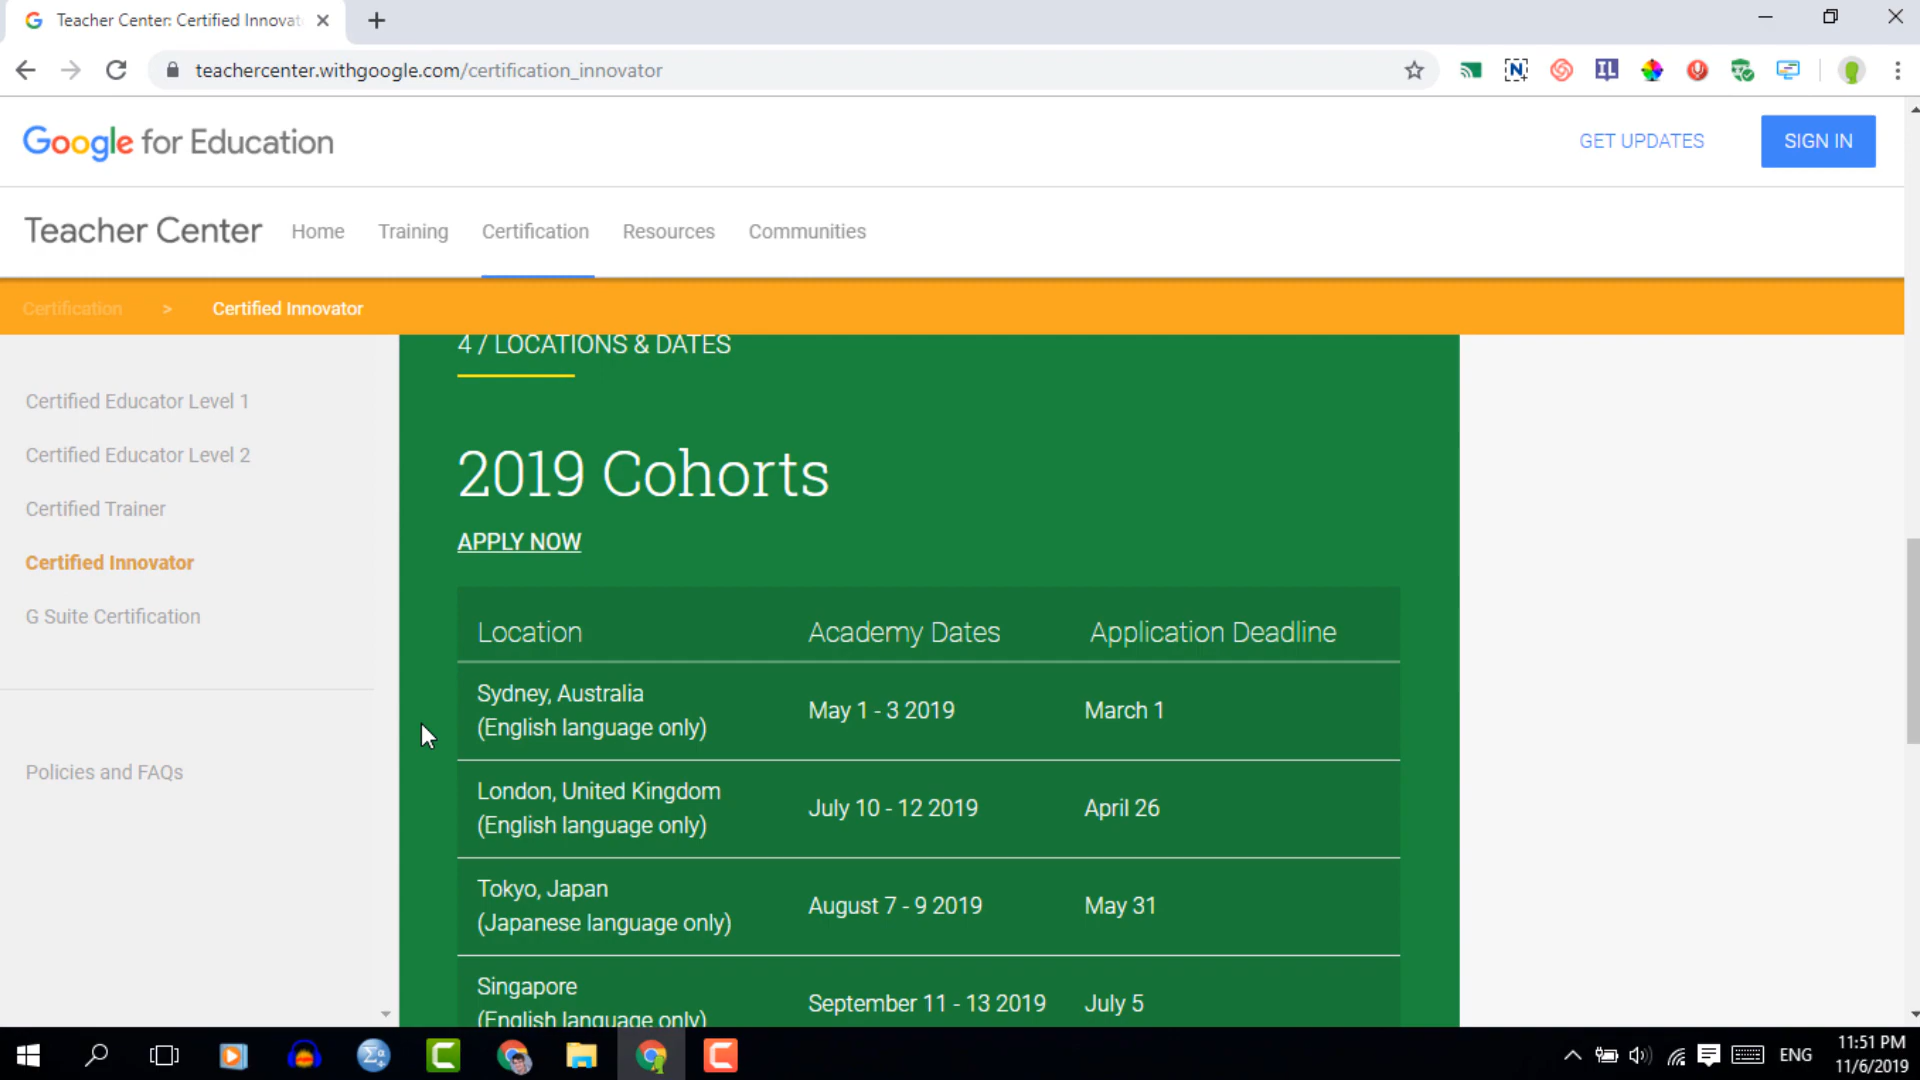 Teacher Center: Certified Innovat
teachercenter.withgoogle.com/certification_innovator
Google for Education
GET UPDATES
SIGN IN
Teacher Center
Home
Training
Certification
Resources
Communities
Certification > Certified Innovator
Certified Educator Level 1
Certified Educator Level 2
Certified Trainer
Certified Innovator
G Suite Certification
Policies and FAQs
4 / LOCATIONS & DATES
2019 Cohorts
APPLY NOW
Location Academy Dates Application Deadline
Sydney, Australia
(English language only)
May 1 - 3 2019
March 1
London, United Kingdom
(English language only)
July 10 - 12 2019
April 26
Tokyo, Japan
(Japanese language only)
August 7 - 9 2019
May 31
Singapore
(English language only)
September 11 - 13 2019
July 5
ENG
11:51 PM
11/6/2019